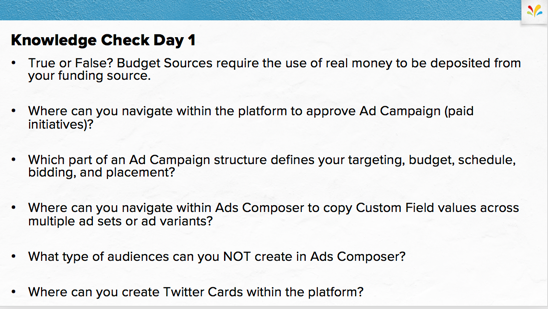 Knowledge Check Day 1
• True or False? Budget Sources require the use of real money to be deposited from
your funding source.
• Where can you navigate within the platform to approve Ad Campaign (paid
initiatives)?
• Which part of an Ad Campaign structure defines your targeting, budget, schedule,
bidding, and placement?
• Where can you navigate within Ads Composer to copy Custom Field values across
multiple ad sets or ad variants?
• What type of audiences can you NOT create in Ads Composer?
• Where can you create Twitter Cards within the platform?